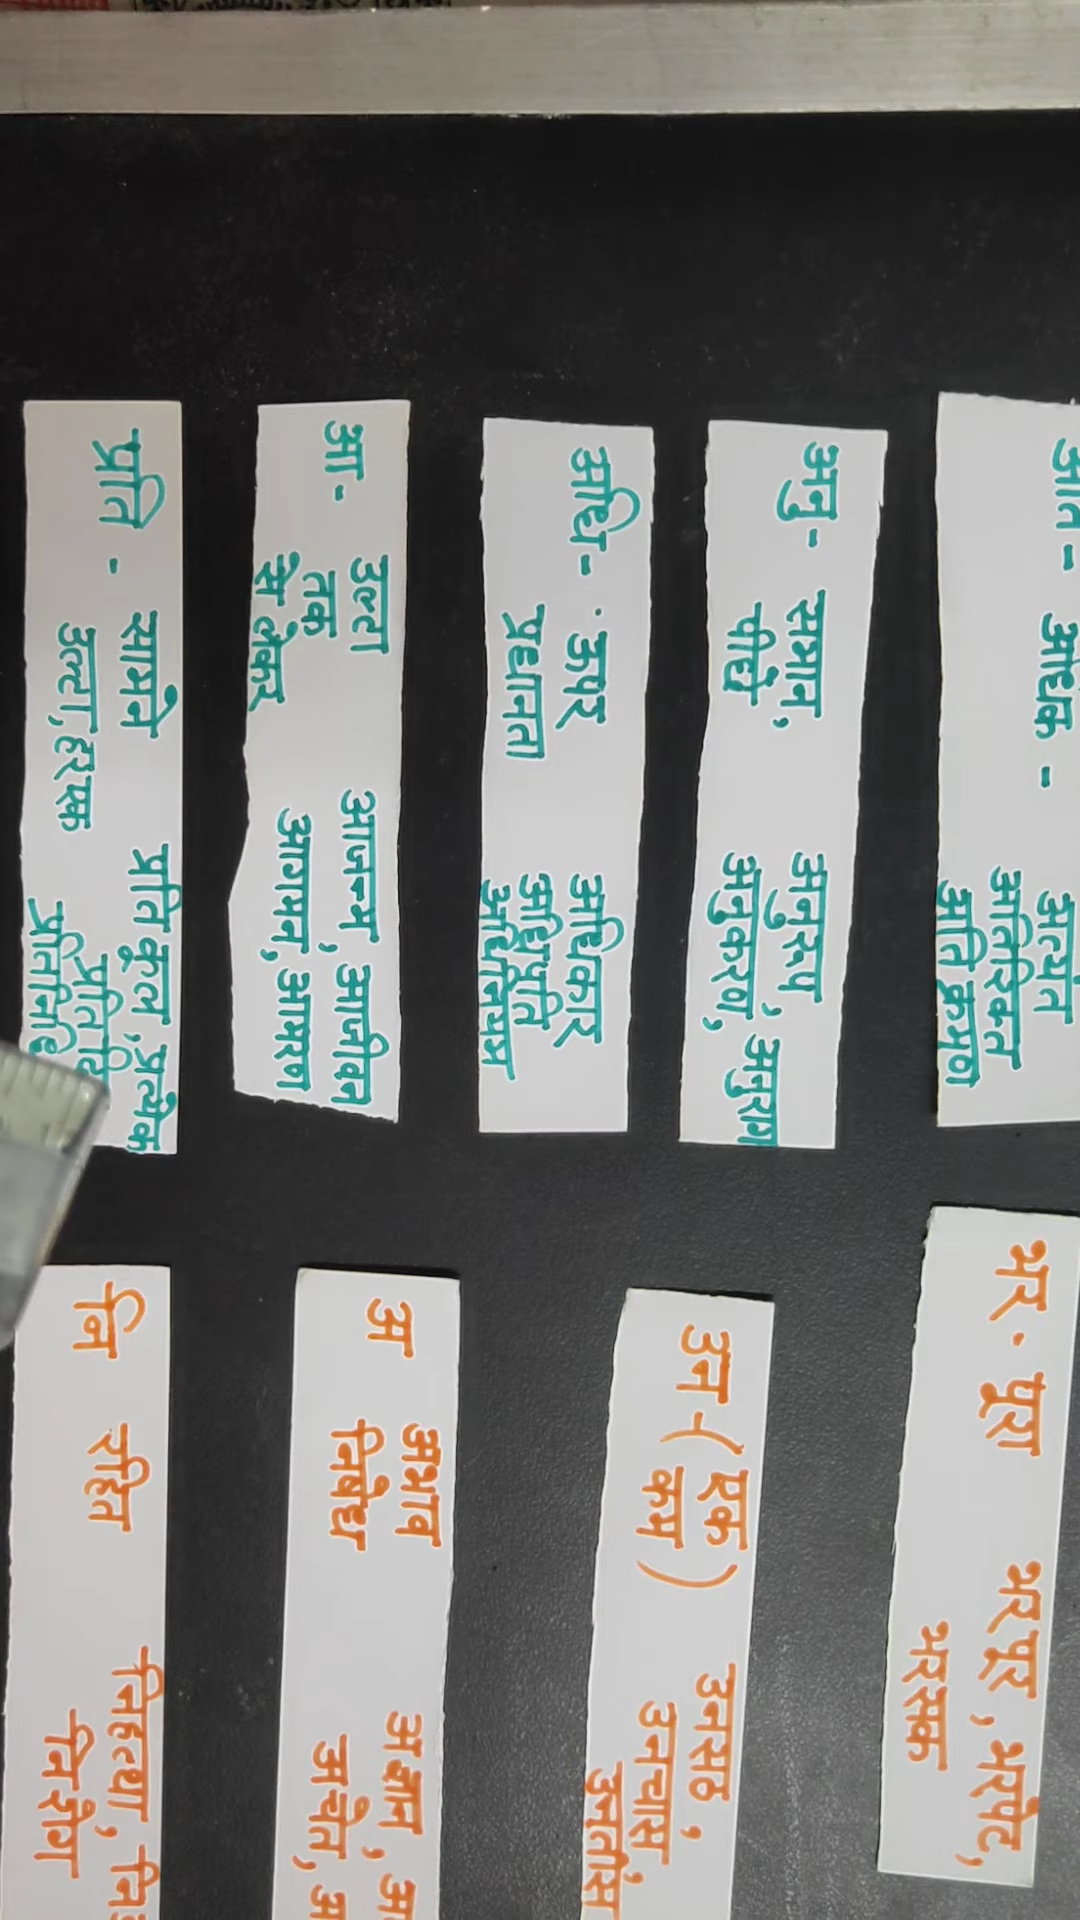 अति - अधिक -
अत्यंत
अतिरिक्त
अतिक्रमण
अनु- समान,
पीछे
अनुरूप, अनुराग
अनुकरण,
अधि- ऊपर
प्रधानता
अधिकार
अधिपति
अधिनियम
आ- उल्टा
तक
से लेकर
आजन्म, आजीवन
आगमन, आमरण
प्रति - सामने
उल्टा, हरएक
प्रतिकूल, प्रत्येक
भर- पूरा
भरपूर, भरपेट,
भरसक
उन-(एक
कम)
उनसठ,
उनचास,
उनतीस
अ अभाव
निषेध
अज्ञान,
अचेत,
नि रहित
निहत्था,
निरोग